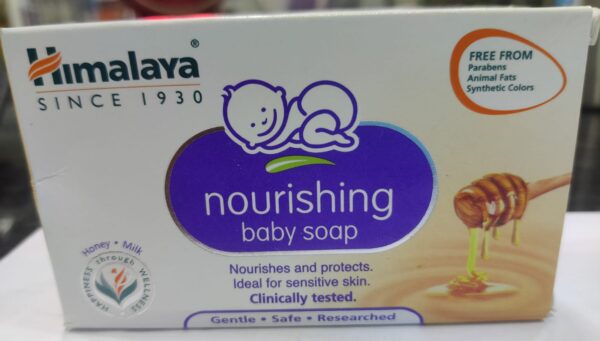 Himalaya®
SINCE 1930
FREE FROM
Parabens
Animal Fats
Synthetic Colors
nourishing
baby soap
Honey • Milk
HAPPINESS through WELLNESS
Nourishes and protects.
Ideal for sensitive skin.
Clinically tested.
Gentle • Safe • Researched